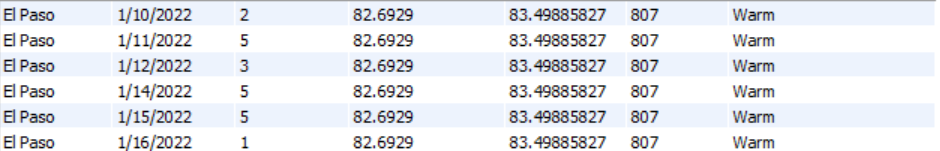 El Paso 1/10/2022 2 82.6929 83.49885827 807 Warm
El Paso 1/11/2022 5 82.6929 83.49885827 807 Warm
El Paso 1/12/2022 3 82.6929 83.49885827 807 Warm
El Paso 1/14/2022 5 82.6929 83.49885827 807 Warm
El Paso 1/15/2022 5 82.6929 83.49885827 807 Warm
El Paso 1/16/2022 1 82.6929 83.49885827 807 Warm